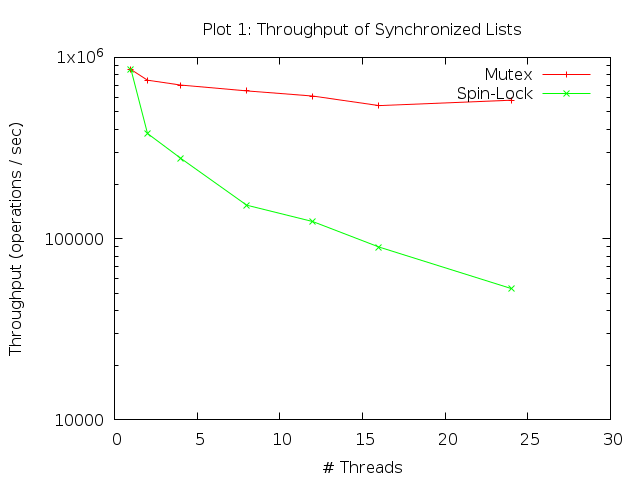 Plot 1: Throughput of Synchronized Lists
1x10⁶
Mutex
Spin-Lock
Throughput (operations / sec)
100000
10000
0 5 10 15 20 25 30
# Threads